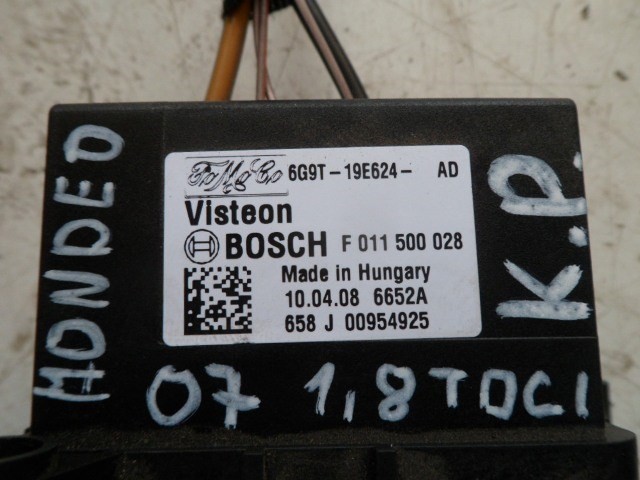 MONDEO
FoMoCo 6G9T-19E624- AD
Visteon
BOSCH F 011 500 028
Made in Hungary
10.04.08 6652A
658 J 00954925
K.P.
07 1,8TDCI